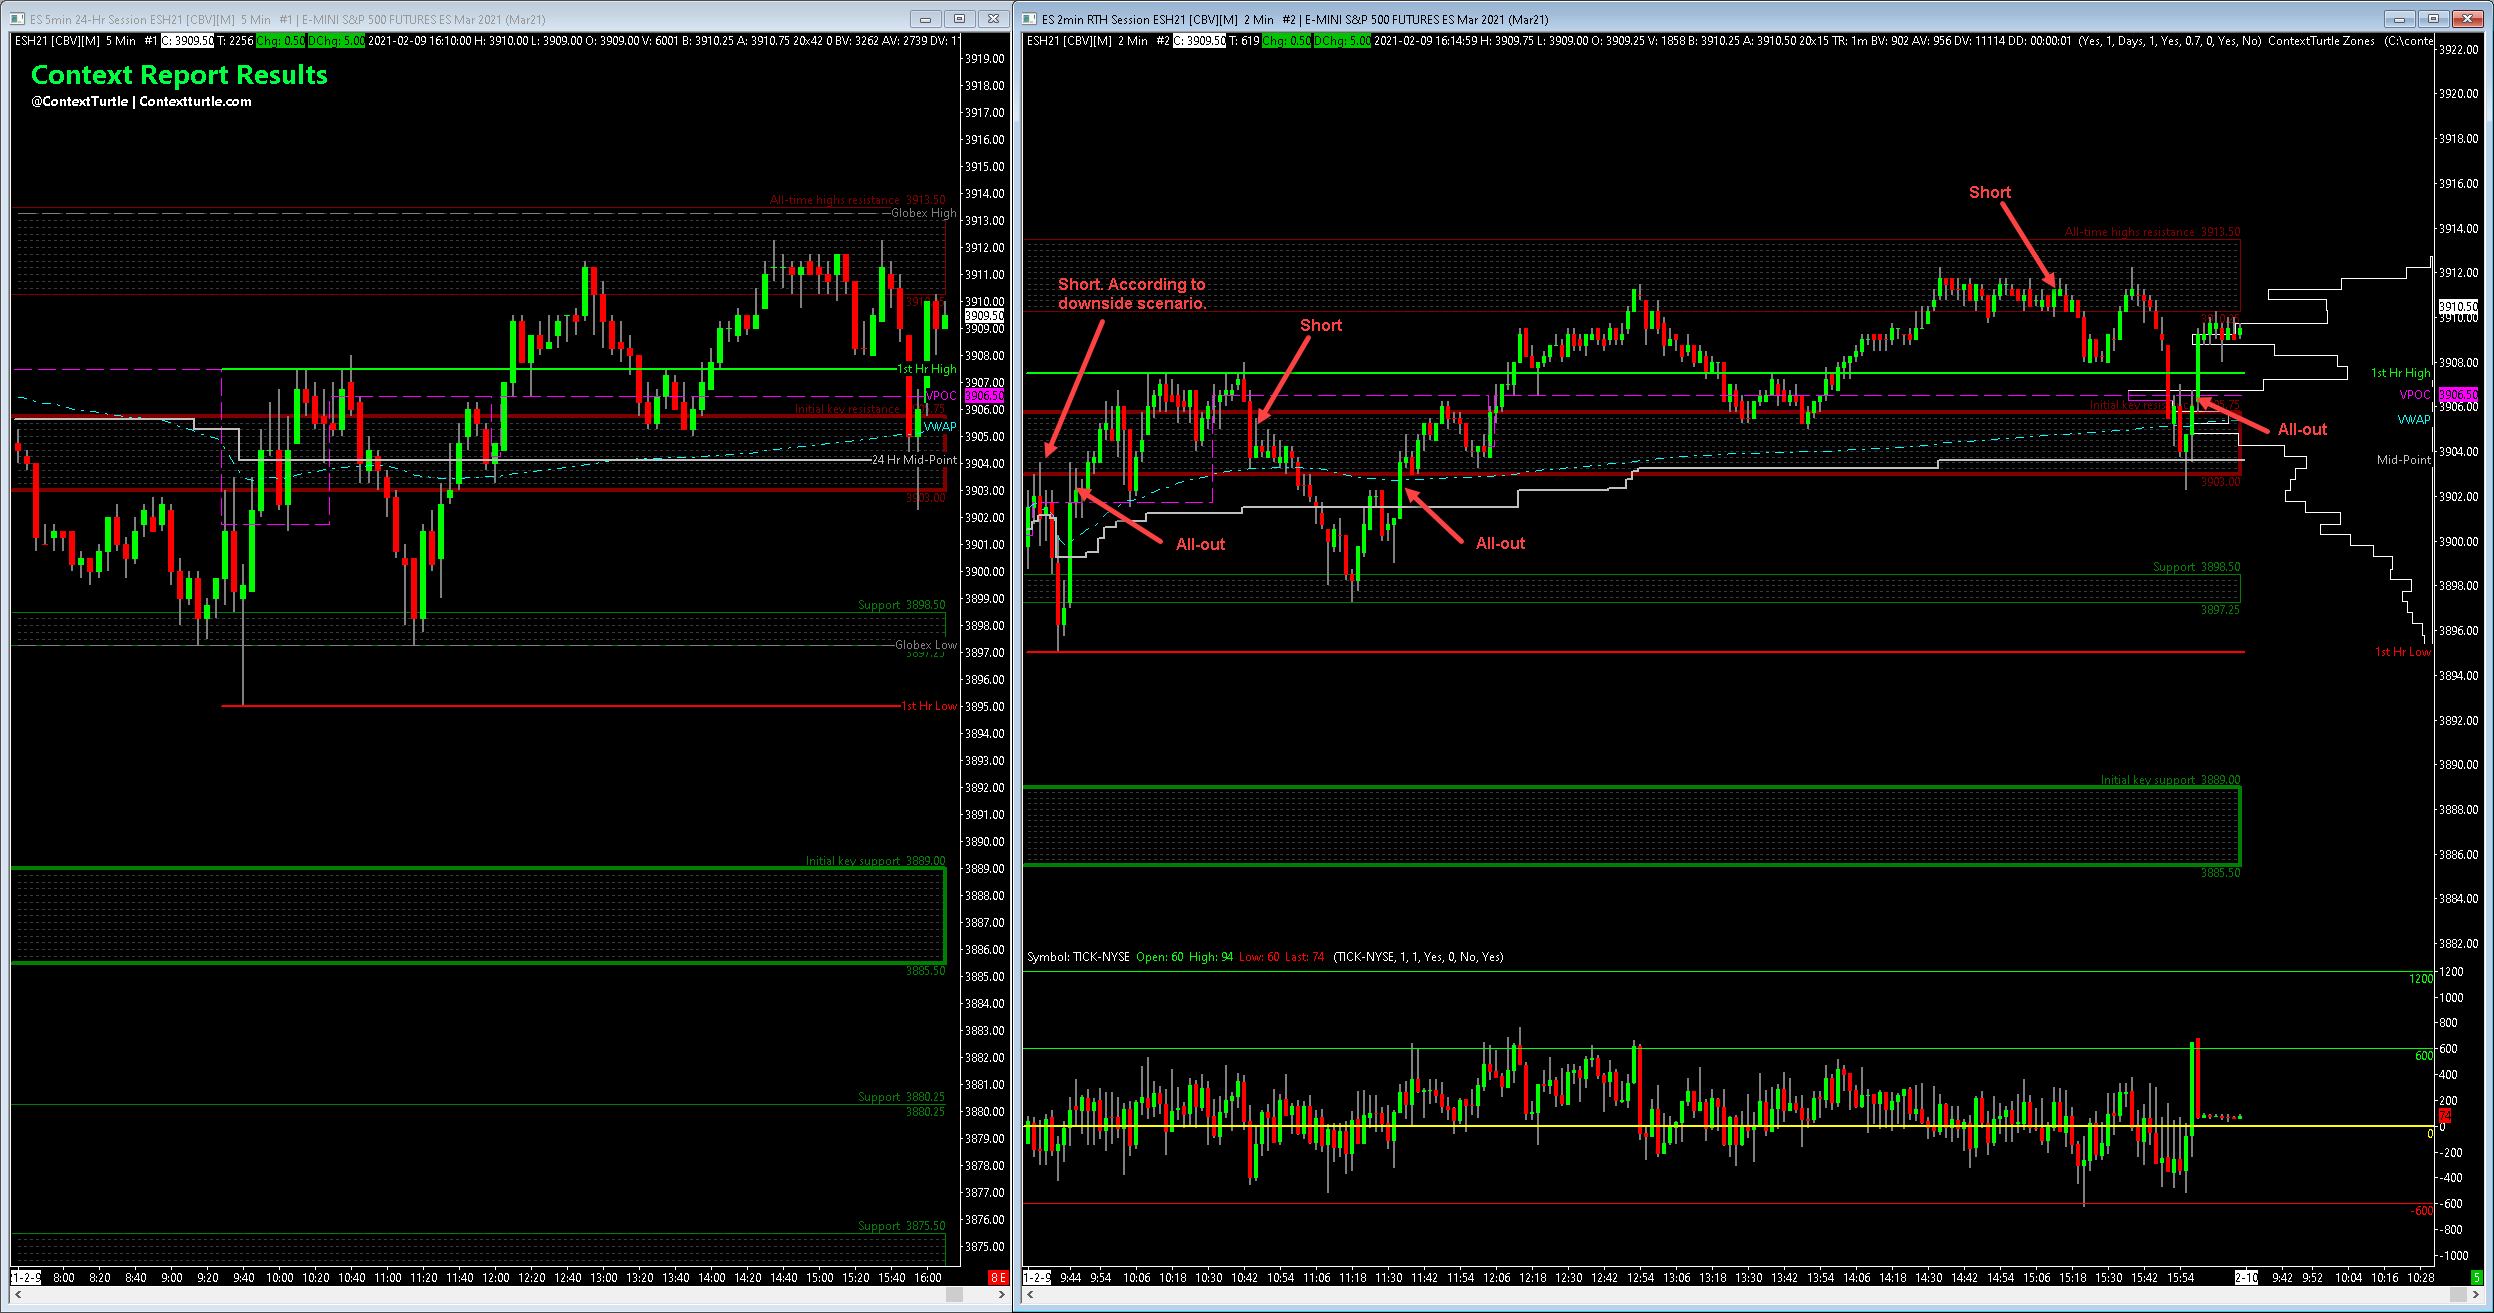 ES 5min 24-Hr Session ESH21 [CBV][M]  5 Min  #1 | E-MINI S&P 500 FUTURES ES Mar 2021 (Mar21)
ESH21 [CBV][M]  5 Min  #1 C: 3909.50 T: 2256 Chg: 0.50 DChg: 5.00 2021-02-09 16:10:00 H: 3910.00 L: 3909.00 O: 3909.00 V: 6001 B: 3910.25 A: 3910.75 20x42 0 BV: 3262 AV: 2739 DV: 1
Context Report Results
@ContextTurtle | Contextturtle.com
All-time highs resistance 3913.50
Globex High
1st Hr High
VPOC
Initial key resistance
VWAP
24 Hr Mid-Point
3903.00
Support 3898.50
Globex Low
3897.25
1st Hr Low
Initial key support 3889.00
3885.50
Support 3880.25
3880.25
Support 3875.50
3919.00
3918.00
3917.00
3916.00
3915.00
3914.00
3913.00
3912.00
3911.00
3910.00
3909.50
3909.00
3908.00
3907.00
3906.50
3906.00
3905.00
3904.00
3903.00
3902.00
3901.00
3900.00
3899.00
3898.00
3897.00
3896.00
3895.00
3894.00
3893.00
3892.00
3891.00
3890.00
3889.00
3888.00
3887.00
3886.00
3885.00
3884.00
3883.00
3882.00
3881.00
3880.00
3879.00
3878.00
3877.00
3876.00
3875.00
1-2-9 8:00 8:20 8:40 9:00 9:20 9:40 10:00 10:20 10:40 11:00 11:20 11:40 12:00 12:20 12:40 13:00 13:20 13:40 14:00 14:20 14:40 15:00 15:20 15:40 16:00 8 E
ES 2min RTH Session ESH21 [CBV][M]  2 Min  #2 | E-MINI S&P 500 FUTURES ES Mar 2021 (Mar21)
ESH21 [CBV][M]  2 Min  #2 C: 3909.50 T: 619 Chg: 0.50 DChg: 5.00 2021-02-09 16:14:59 H: 3909.75 L: 3909.00 O: 3909.25 V: 1858 B: 3910.25 A: 3910.50 20x15 TR: 1m BV: 902 AV: 956 DV: 11114 DD: 00:00:01 (Yes, 1, Days, 1, Yes, 0.7, 0, Yes, No) ContextTurtle Zones (C:\conte
Short
All-time highs resistance 3913.50
Short. According to
downside scenario.
Short
1st Hr High
VPOC
VWAP
All-out
Mid-Point
3903.00
All-out
All-out
Support 3898.50
3897.25
1st Hr Low
Initial key support 3889.00
3885.50
3922.00
3920.00
3918.00
3916.00
3914.00
3912.00
3910.50
3910.00
3908.00
3906.50
3906.00
3904.00
3902.00
3900.00
3898.00
3896.00
3894.00
3892.00
3890.00
3888.00
3886.00
3884.00
3882.00
Symbol: TICK-NYSE Open: 60 High: 94 Low: 60 Last: 74 (TICK-NYSE, 1, 1, Yes, 0, No, Yes)
1200
600
0
-600
1200
1000
800
600
400
200
74
0
-200
-400
-600
-800
-1000
1-2-9 9:44 9:54 10:06 10:18 10:30 10:42 10:54 11:06 11:18 11:30 11:42 11:54 12:06 12:18 12:30 12:42 12:54 13:06 13:18 13:30 13:42 13:54 14:06 14:18 14:30 14:42 14:54 15:06 15:18 15:30 15:42 15:54 2-10 9:42 9:52 10:04 10:16 10:28 5